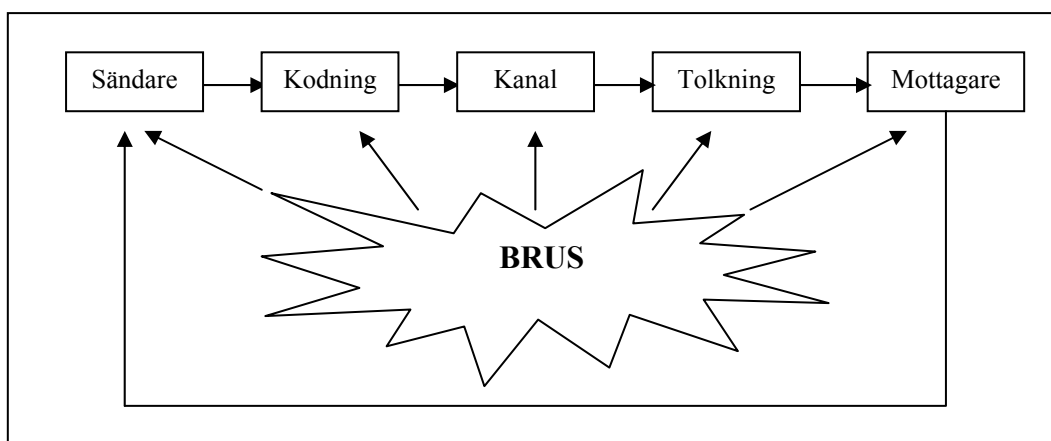 Sändare
Kodning
Kanal
Tolkning
Mottagare
BRUS